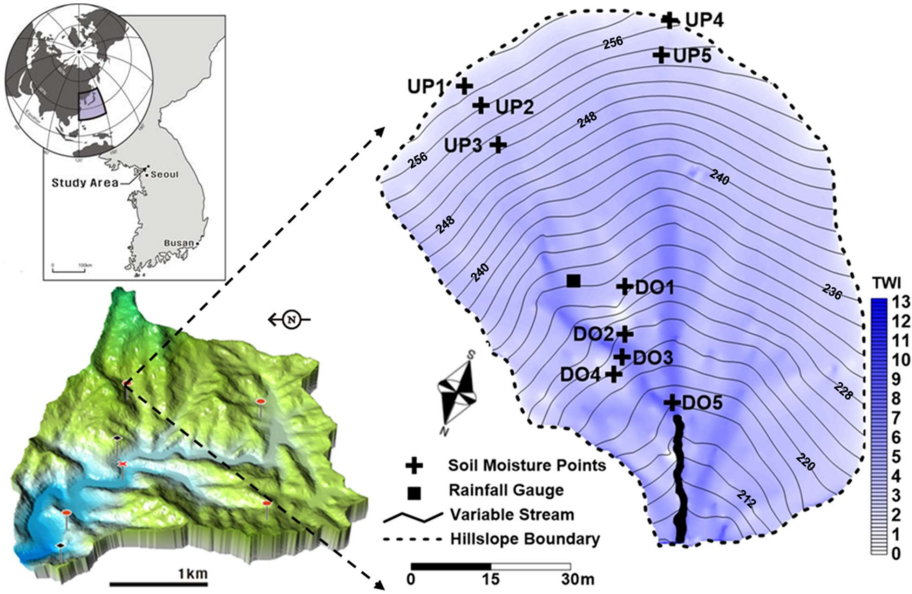 Study Area
Seoul
Busan
0 100km
N
1km
UP4
256
UP5
UP1
UP2
248
UP3
256
240
248
240
DO1
236
TWI
13
12
11
10
9
8
7
6
5
4
3
2
1
0
DO2
DO3
DO4
S
N
DO5
228
220
212
Soil Moisture Points
Rainfall Gauge
Variable Stream
Hillslope Boundary
0 15 30m